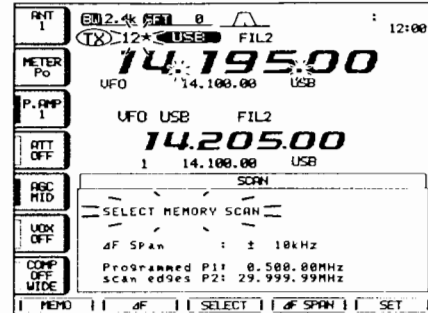 ANT 1
BW 2.4k SFT 0
12:00
TX 12★ USB FIL2
METER Po
14.195.00
VFO 14.100.00 USB
P.AMP 1
VFO USB FIL2
14.205.00
ATT OFF
1 14.100.00 USB
AGC MID
SCAN
SELECT MEMORY SCAN
VOX OFF
ΔF Span : ± 10kHz
COMP OFF WIDE
Programmed P1: 0.500.00MHz
scan edges P2: 29.999.99MHz
MEMO ΔF SELECT ΔF SPAN SET